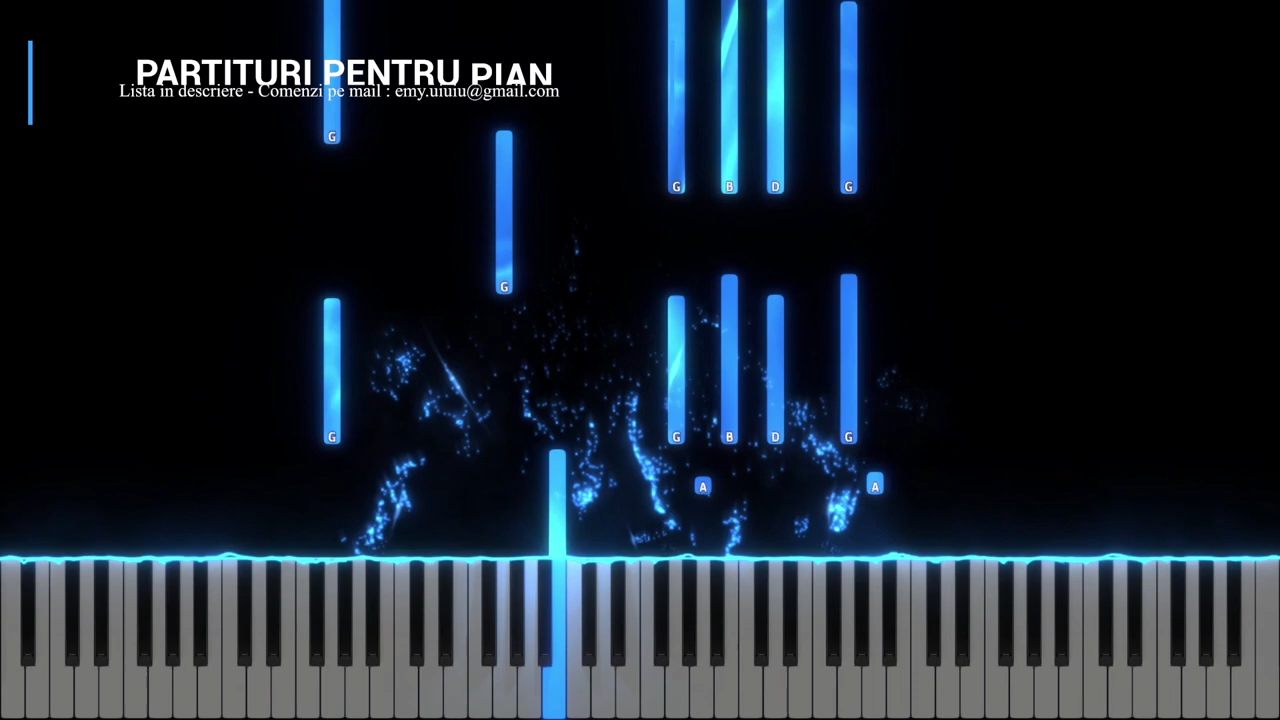 PARTITURI PENTRU PIAN
Lista in descriere - Comenzi pe mail : emy.uiuiu@gmail.com
G
G B D G
G
G
G B D G
A A